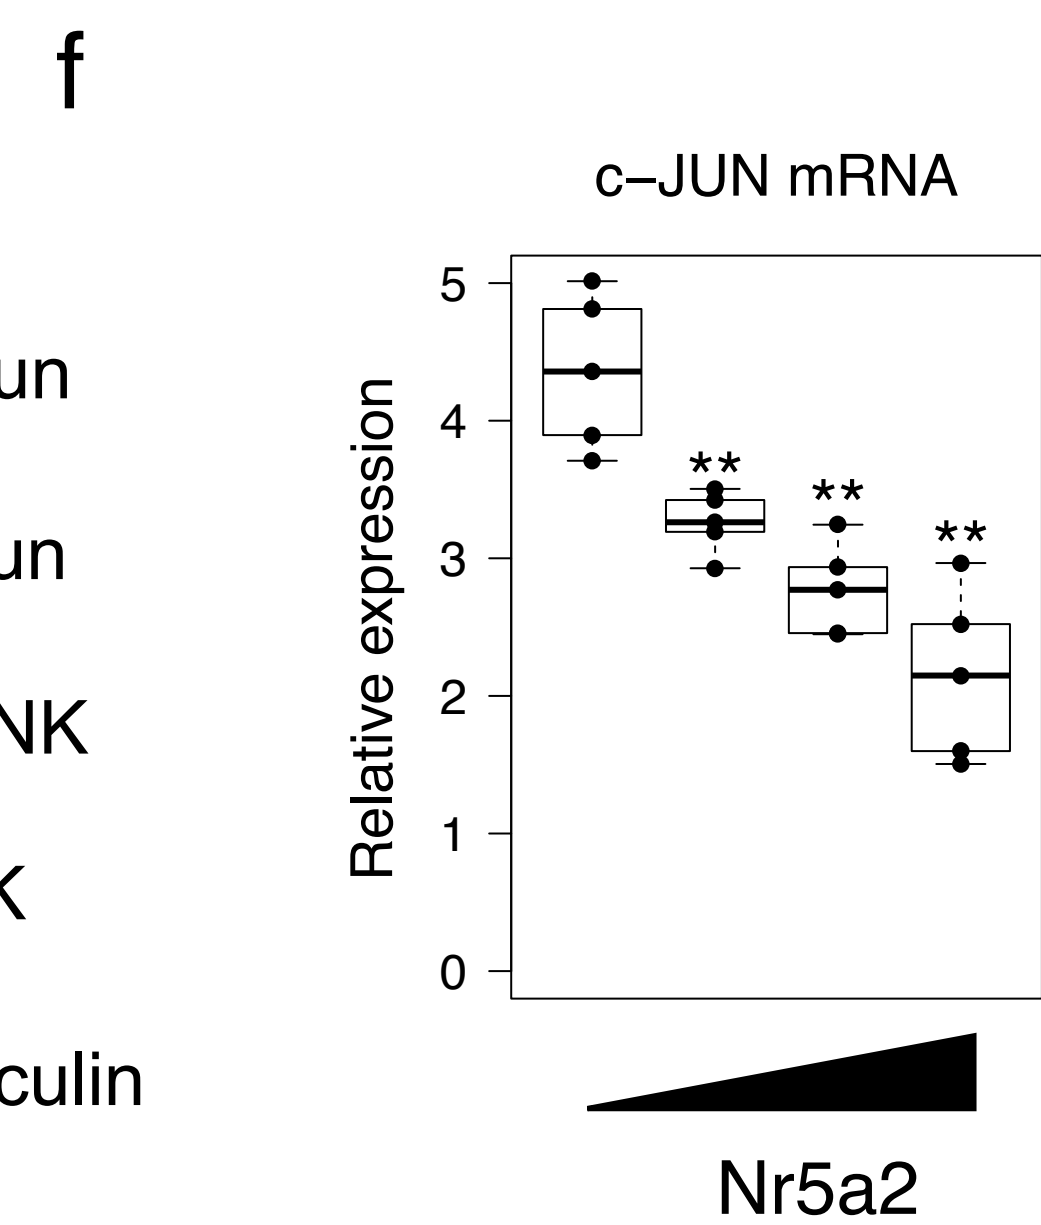 f
c–JUN mRNA
un
un
NK
K
culin
Relative expression
5
4
3
2
1
0
**
**
**
Nr5a2